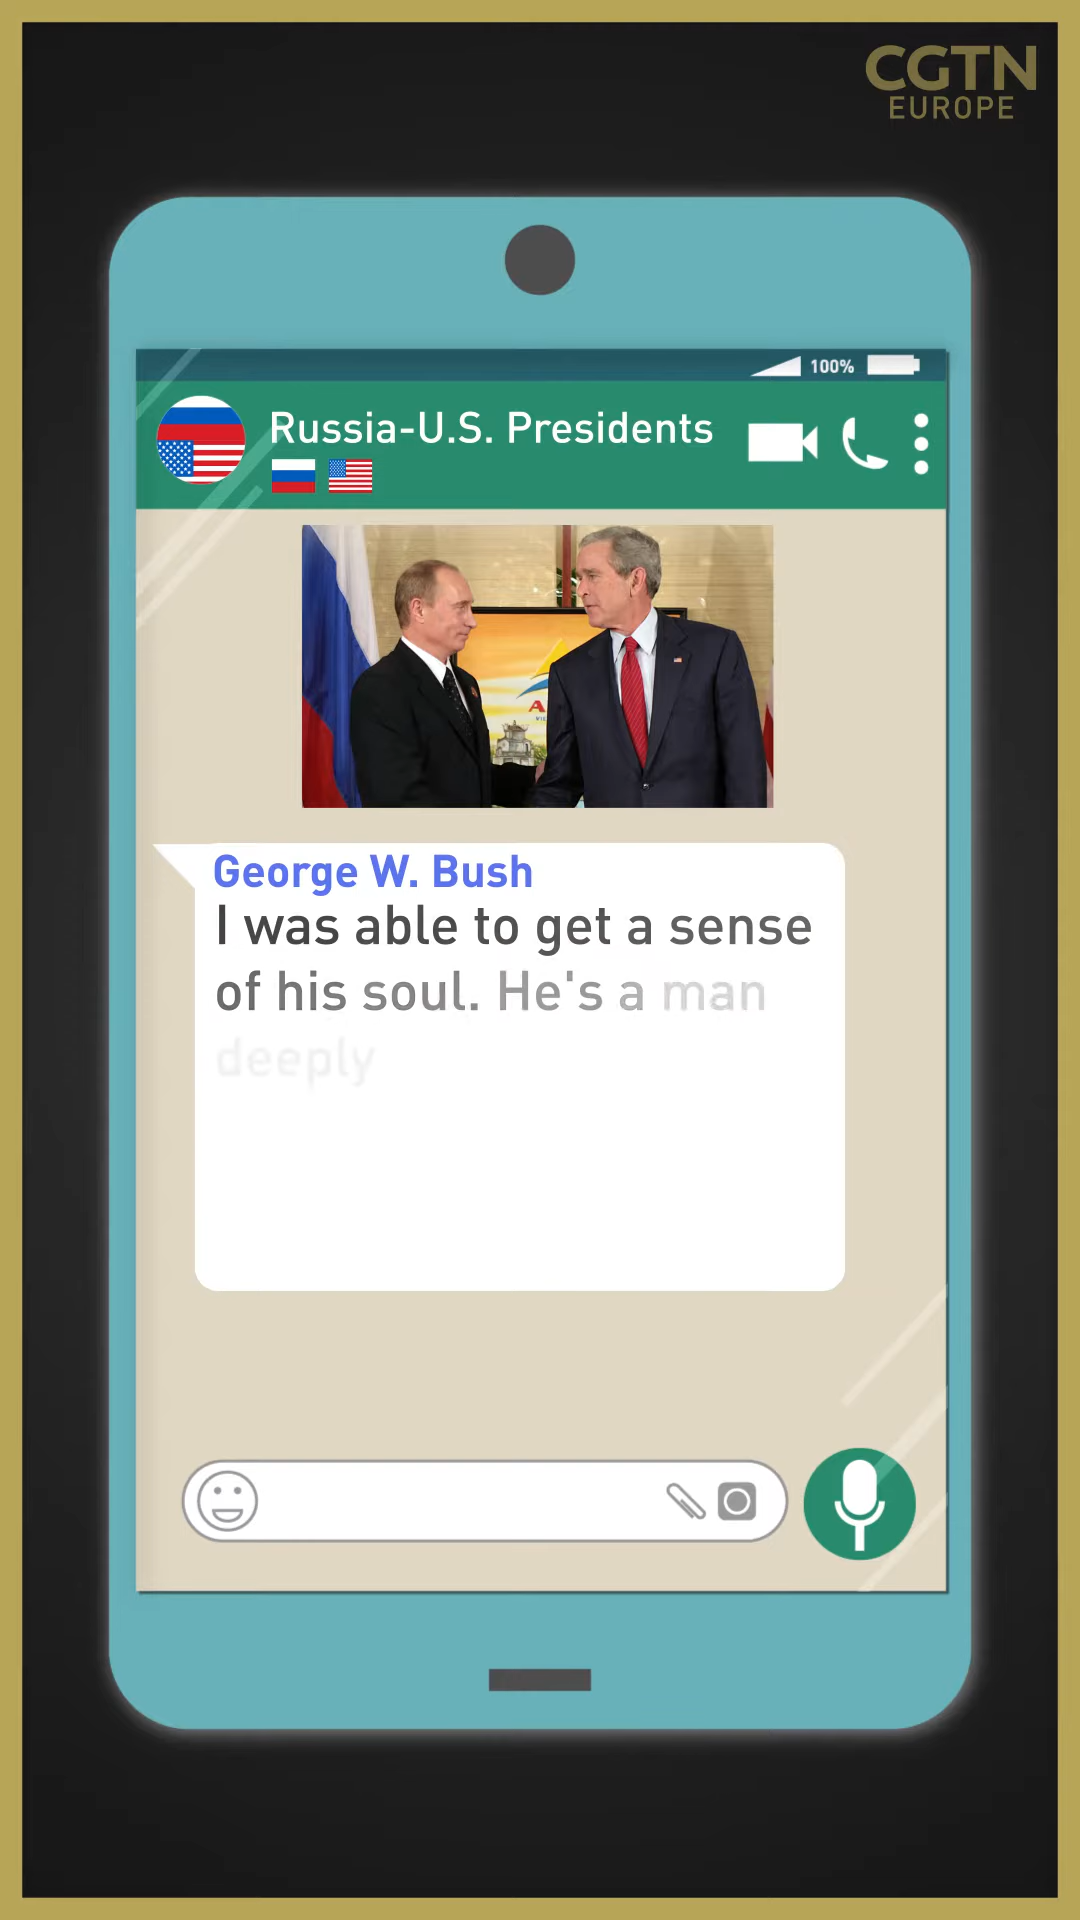 CGTN
EUROPE
100%
Russia-U.S. Presidents
George W. Bush
I was able to get a sense
of his soul. He's a man
deeply